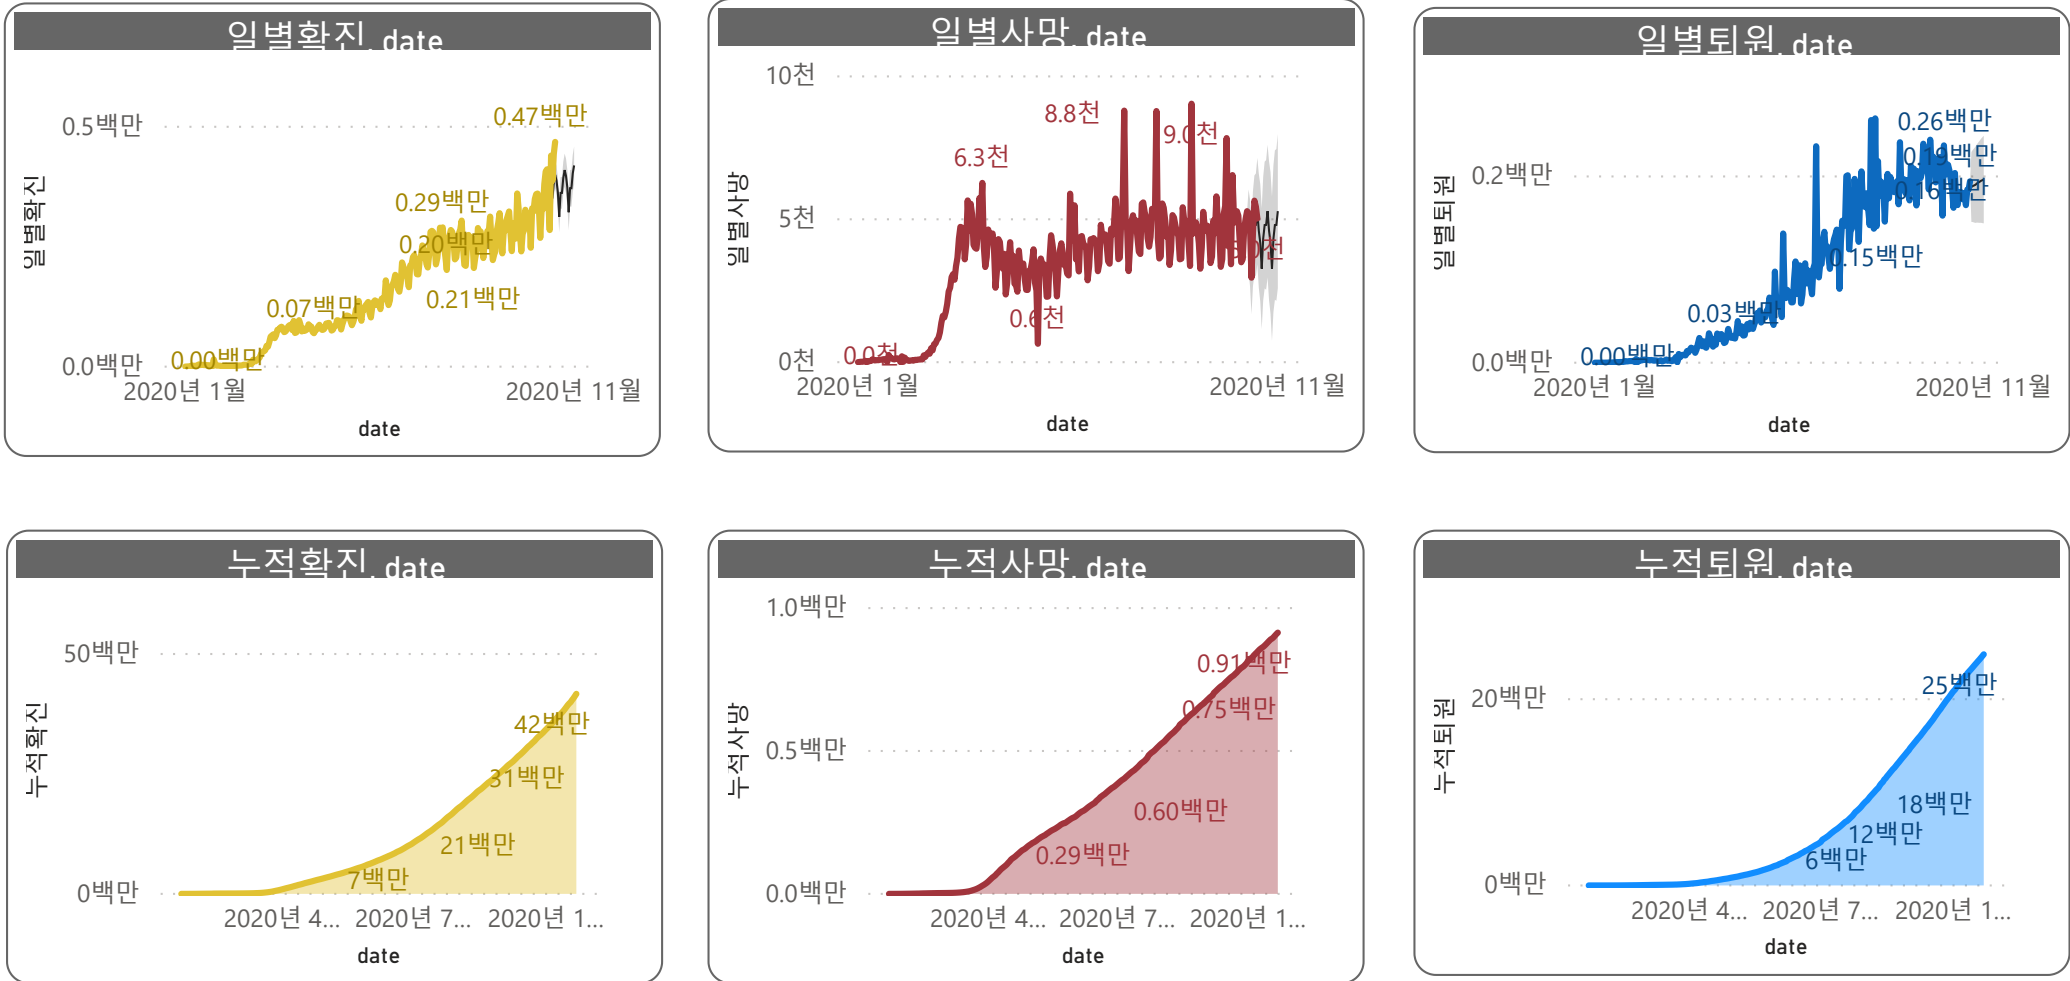 일별확진, date
0.5백만
0.0백만
일별확진
0.47백만
0.29백만
0.20백만
0.21백만
0.07백만
0.00백만
2020년 1월
2020년 11월
date
일별사망, date
10천
5천
0천
일별사망
8.8천
9.0천
6.3천
0.6천
0.0천
2020년 1월
2020년 11월
date
일별퇴원, date
0.2백만
0.0백만
일별퇴원
0.26백만
0.19백만
0.16백만
0.15백만
0.03백만
0.00백만
2020년 1월
2020년 11월
date
누적확진, date
50백만
0백만
누적확진
42백만
31백만
21백만
7백만
2020년 4... 2020년 7... 2020년 1...
date
누적사망, date
1.0백만
0.5백만
0.0백만
누적사망
0.91백만
0.75백만
0.60백만
0.29백만
2020년 4... 2020년 7... 2020년 1...
date
누적퇴원, date
20백만
0백만
누적퇴원
25백만
18백만
12백만
6백만
2020년 4... 2020년 7... 2020년 1...
date